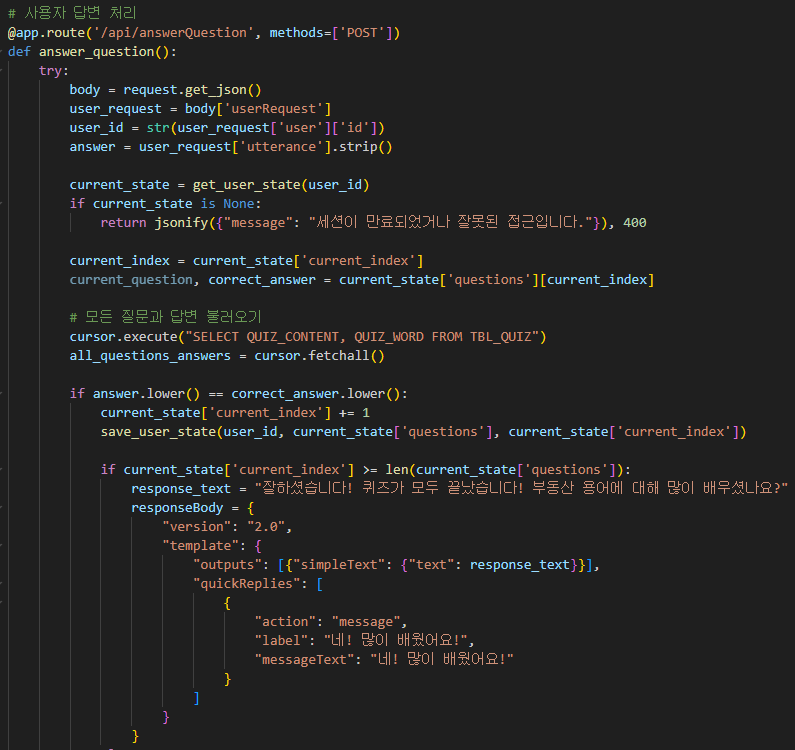 # 사용자 답변 처리
@app.route('/api/answerQuestion', methods=['POST'])
def answer_question():
    try:
        body = request.get_json()
        user_request = body['userRequest']
        user_id = str(user_request['user']['id'])
        answer = user_request['utterance'].strip()

        current_state = get_user_state(user_id)
        if current_state is None:
            return jsonify({"message": "세션이 만료되었거나 잘못된 접근입니다."}), 400

        current_index = current_state['current_index']
        current_question, correct_answer = current_state['questions'][current_index]

        # 모든 질문과 답변 불러오기
        cursor.execute("SELECT QUIZ_CONTENT, QUIZ_WORD FROM TBL_QUIZ")
        all_questions_answers = cursor.fetchall()

        if answer.lower() == correct_answer.lower():
            current_state['current_index'] += 1
            save_user_state(user_id, current_state['questions'], current_state['current_index'])

            if current_state['current_index'] >= len(current_state['questions']):
                response_text = "잘하셨습니다! 퀴즈가 모두 끝났습니다! 부동산 용어에 대해 많이 배우셨나요?"
                responseBody = {
                    "version": "2.0",
                    "template": {
                        "outputs": [{"simpleText": {"text": response_text}}],
                        "quickReplies": [
                            {
                                "action": "message",
                                "label": "네! 많이 배웠어요!",
                                "messageText": "네! 많이 배웠어요!"
                            }
                        ]
                    }
                }